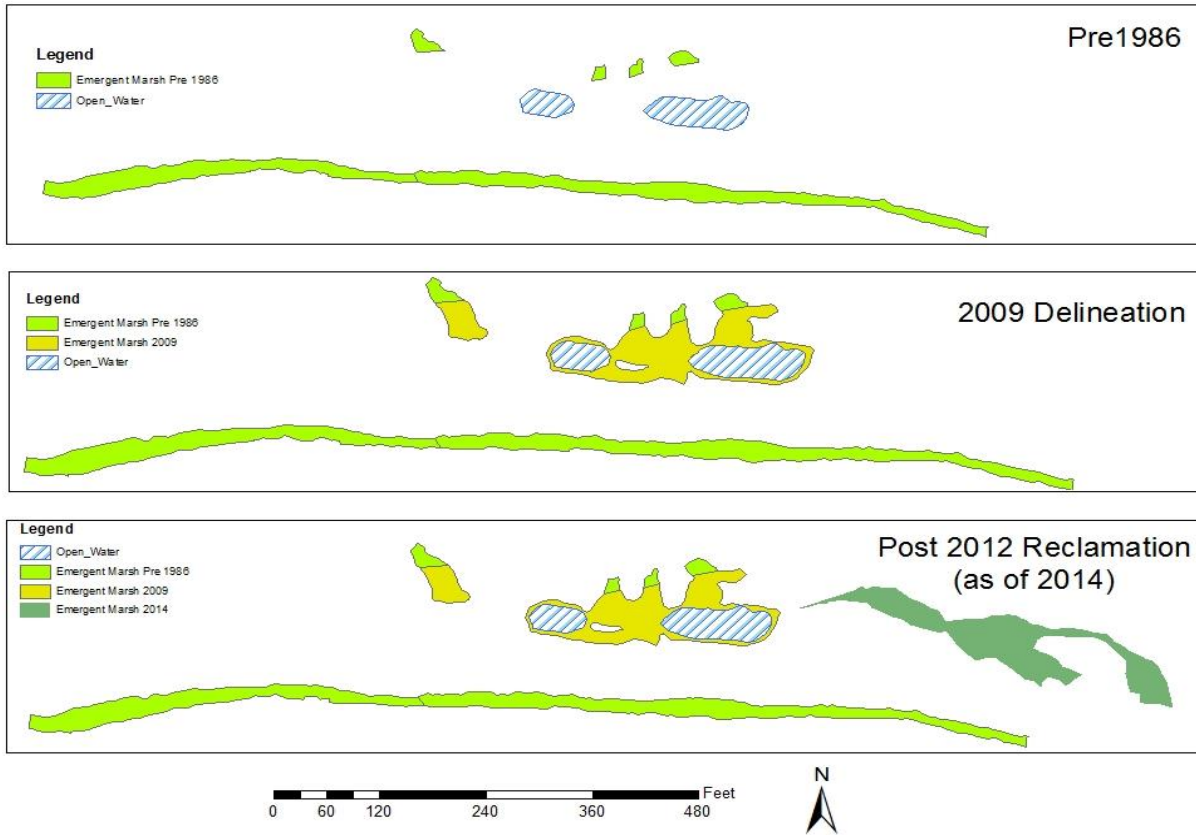 Pre1986
Legend
Emergent Marsh Pre 1986
Open_Water
2009 Delineation
Legend
Emergent Marsh Pre 1986
Emergent Marsh 2009
Open_Water
Post 2012 Reclamation
(as of 2014)
Legend
Open_Water
Emergent Marsh Pre 1986
Emergent Marsh 2009
Emergent Marsh 2014
Feet
0 60 120 240 360 480
N